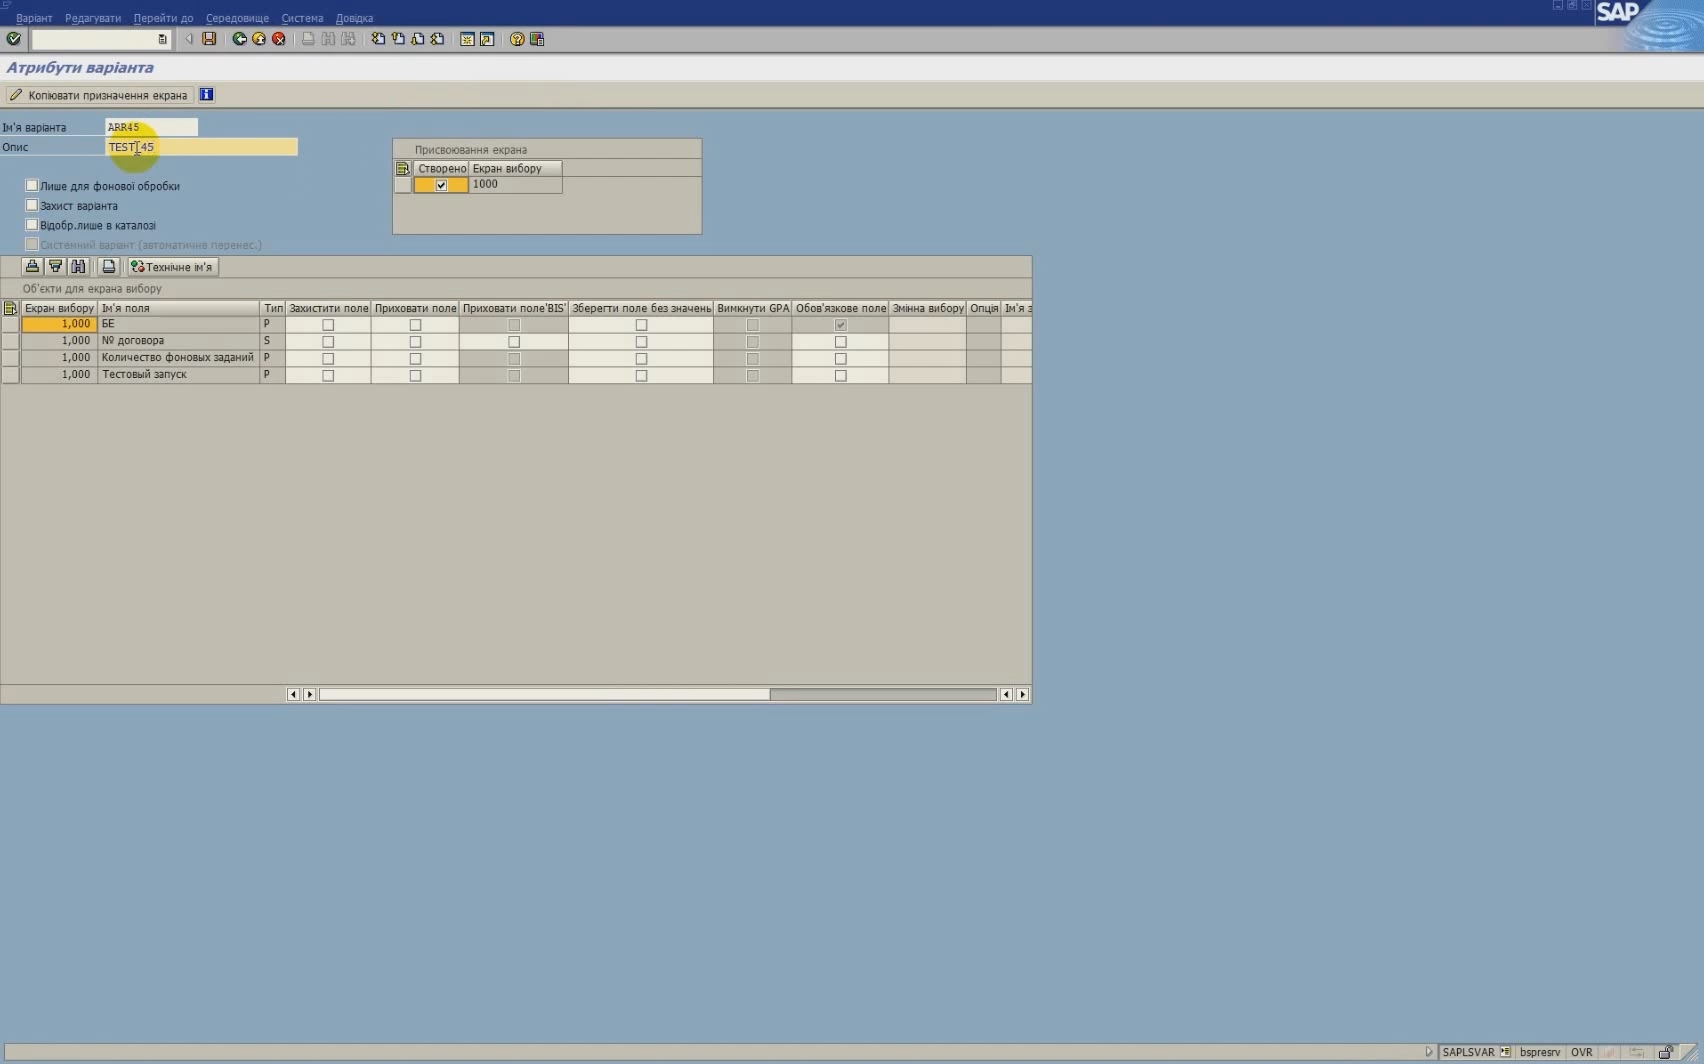 Варіант Редагувати Перейти до Середовище Система Довідка
SAP
Атрибути варіанта
Копіювати призначення екрана
Ім'я варіанта ARR45
Опис TEST 45
Присвоювання екрана
Створено Екран вибору
1000
Лише для фонової обробки
Захист варіанта
Відобр.лише в каталозі
Системний варіант (автоматичне перенес.)
Технічне ім'я
Об'єкти для екрана вибору
Екран вибору Ім'я поля Тип Захистити поле Приховати поле Приховати поле'BIS' Зберегти поле без значень Вимкнути GPA Обов'язкове поле Змінна вибору Опція Ім'я з
1,000 БЕ P
1,000 № договора S
1,000 Количество фоновых заданий P
1,000 Тестовый запуск P
SAPLSVAR bspresrv OVR